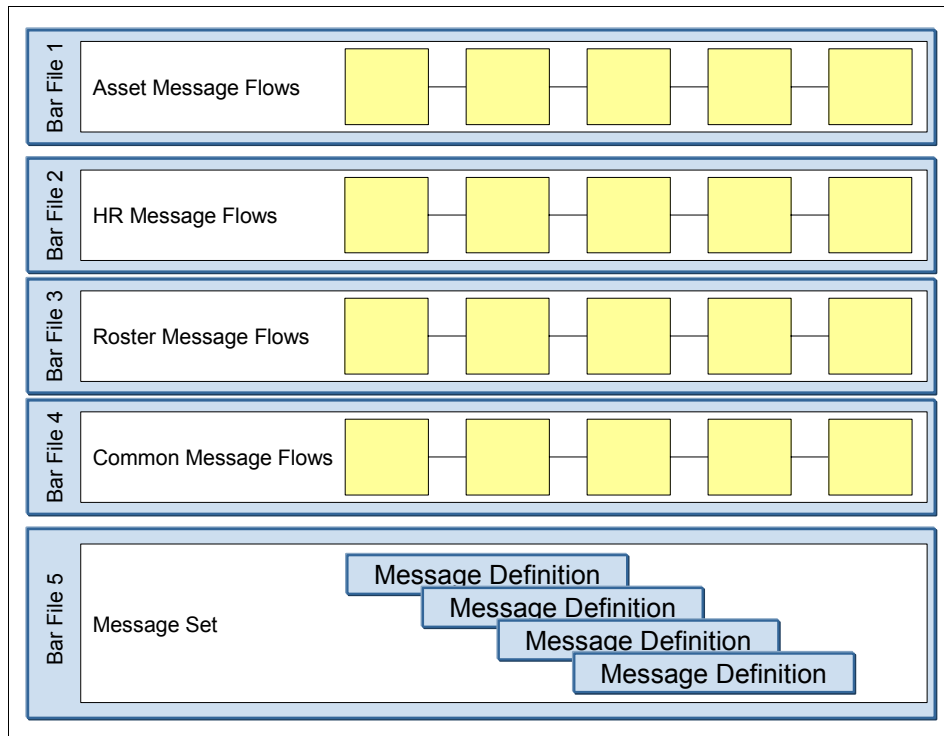 Bar File 1
Asset Message Flows
Bar File 2
HR Message Flows
Bar File 3
Roster Message Flows
Bar File 4
Common Message Flows
Bar File 5
Message Set
Message Definition
Message Definition
Message Definition
Message Definition